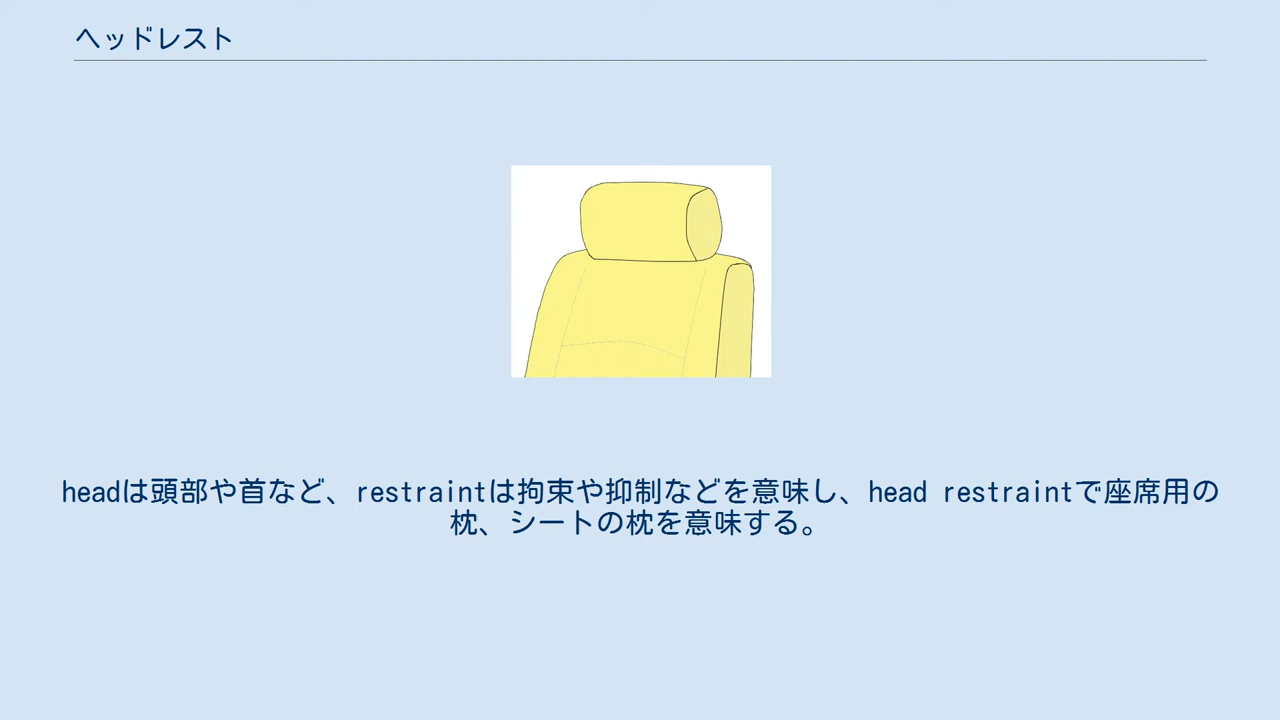 ヘッドレスト
headは頭部や首など、restraintは拘束や抑制などを意味し、head restraintで座席用の
枕、シートの枕を意味する。